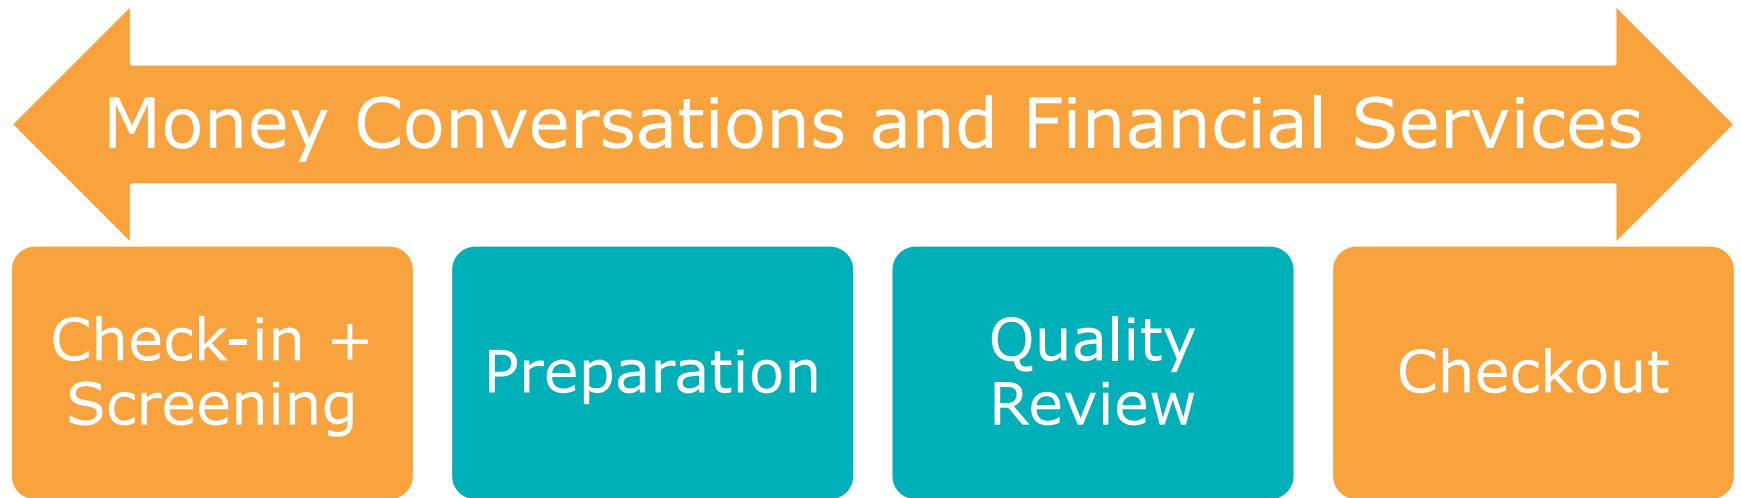 Money Conversations and Financial Services
Check-in +
Screening
Preparation
Quality
Review
Checkout